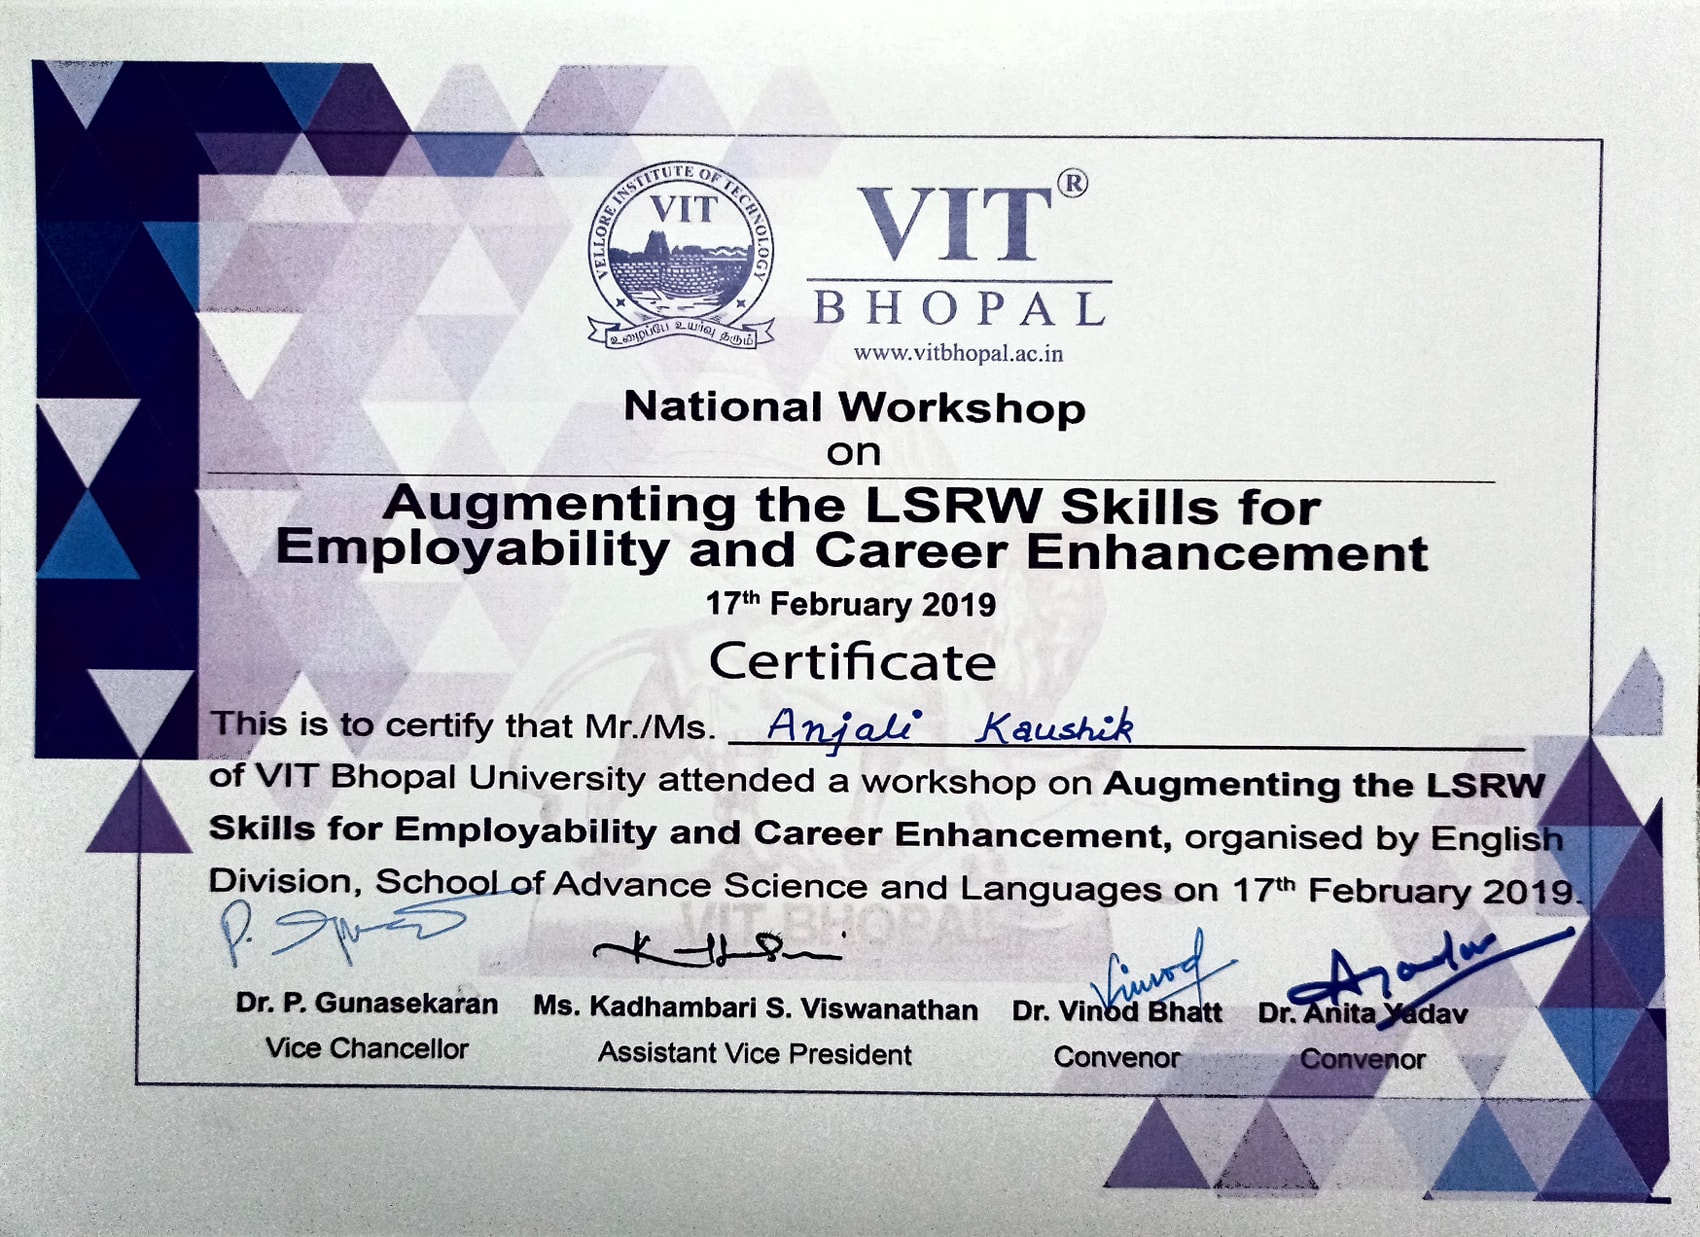 VELLORE INSTITUTE OF TECHNOLOGY
VIT
உழைப்பே உயர்வு தரும்
VIT®
BHOPAL
www.vitbhopal.ac.in
National Workshop
on
Augmenting the LSRW Skills for
Employability and Career Enhancement
17th February 2019
Certificate
This is to certify that Mr./Ms. Anjali Kaushik
of VIT Bhopal University attended a workshop on Augmenting the LSRW
Skills for Employability and Career Enhancement, organised by English
Division, School of Advance Science and Languages on 17th February 2019.
VIT BHOPAL
Vinod
Dr. P. Gunasekaran Ms. Kadhambari S. Viswanathan Dr. Vinod Bhatt Dr. Anita Yadav
Vice Chancellor Assistant Vice President Convenor Convenor